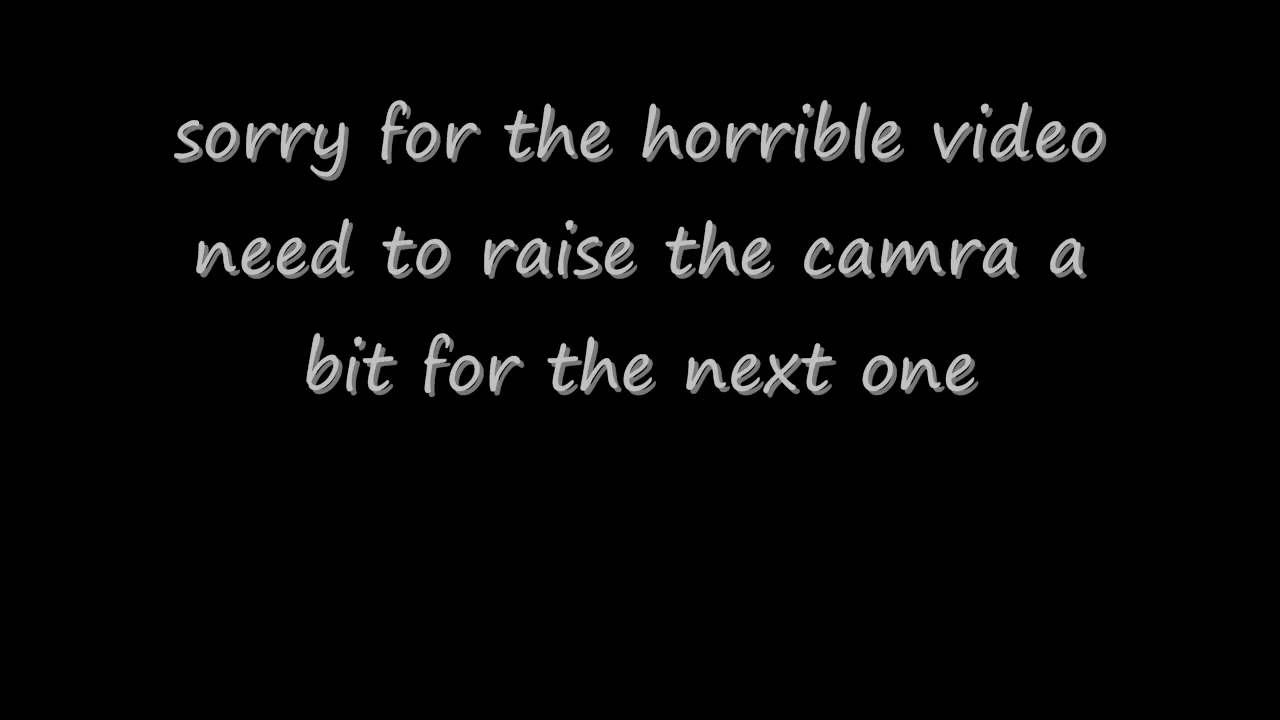 sorry for the horrible video
need to raise the camra a
bit for the next one